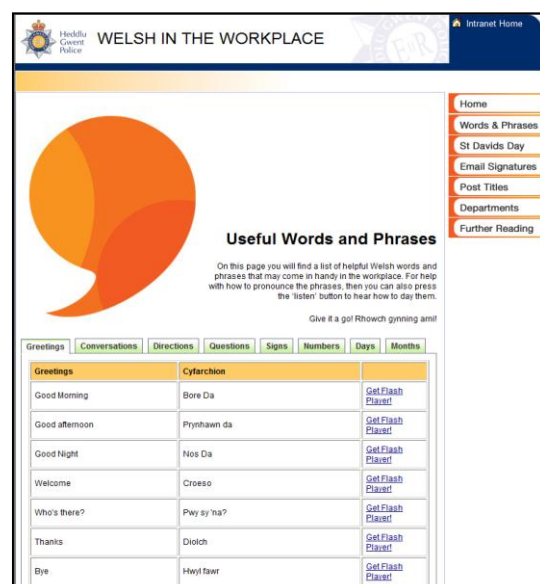 Heddlu
Gwent
Police
WELSH IN THE WORKPLACE
Intranet Home
Home
Words & Phrases
St Davids Day
Email Signatures
Post Titles
Departments
Further Reading
Useful Words and Phrases
On this page you will find a list of helpful Welsh words and
phrases that may come in handy in the workplace. For help
with how to pronounce the phrases, then you can also press
the 'listen' button to hear how to day them.
Give it a go! Rhowch gynning arni!
Greetings Conversations Directions Questions Signs Numbers Days Months
Greetings Cyfarchion
Good Morning Bore Da Get Flash
Player!
Good afternoon Prynhawn da Get Flash
Player!
Good Night Nos Da Get Flash
Player!
Welcome Croeso Get Flash
Player!
Who's there? Pwy sy 'na? Get Flash
Player!
Thanks Diolch Get Flash
Player!
Bye Hwyl fawr Get Flash
Player!